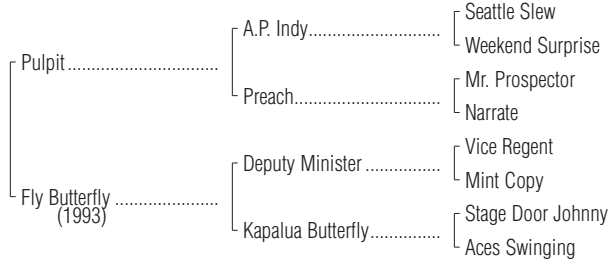 Seattle Slew
A.P. Indy
Weekend Surprise
Pulpit
Mr. Prospector
Preach
Narrate
Vice Regent
Deputy Minister
Mint Copy
Fly Butterfly
(1993)
Stage Door Johnny
Kapalua Butterfly
Aces Swinging